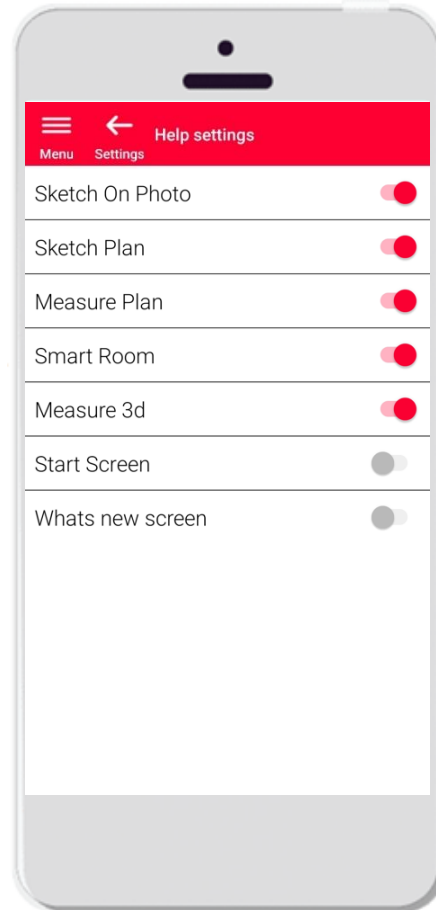 Help settings
Menu Settings
Sketch On Photo
Sketch Plan
Measure Plan
Smart Room
Measure 3d
Start Screen
Whats new screen